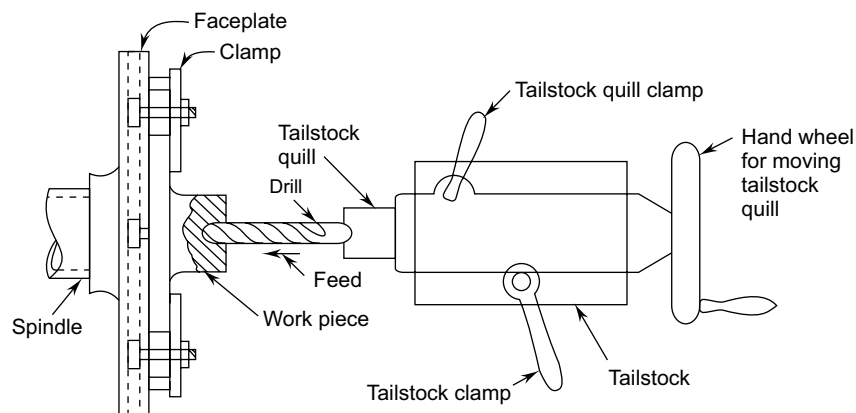 Faceplate
Clamp
Tailstock quill clamp
Tailstock
quill
Drill
Hand wheel
for moving
tailstock
quill
Feed
Spindle
Work piece
Tailstock clamp
Tailstock